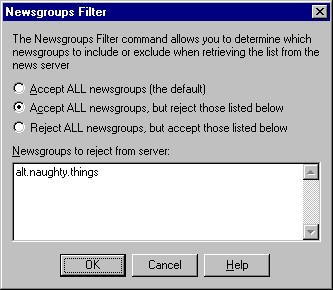 Newsgroups Filter
The Newsgroups Filter command allows you to determine which
newsgroups to include or exclude when retrieving the list from the
news server
Accept ALL newsgroups (the default)
Accept ALL newsgroups, but reject those listed below
Reject ALL newsgroups, but accept those listed below
Newsgroups to reject from server:
alt.naughty.things
OK
Cancel
Help